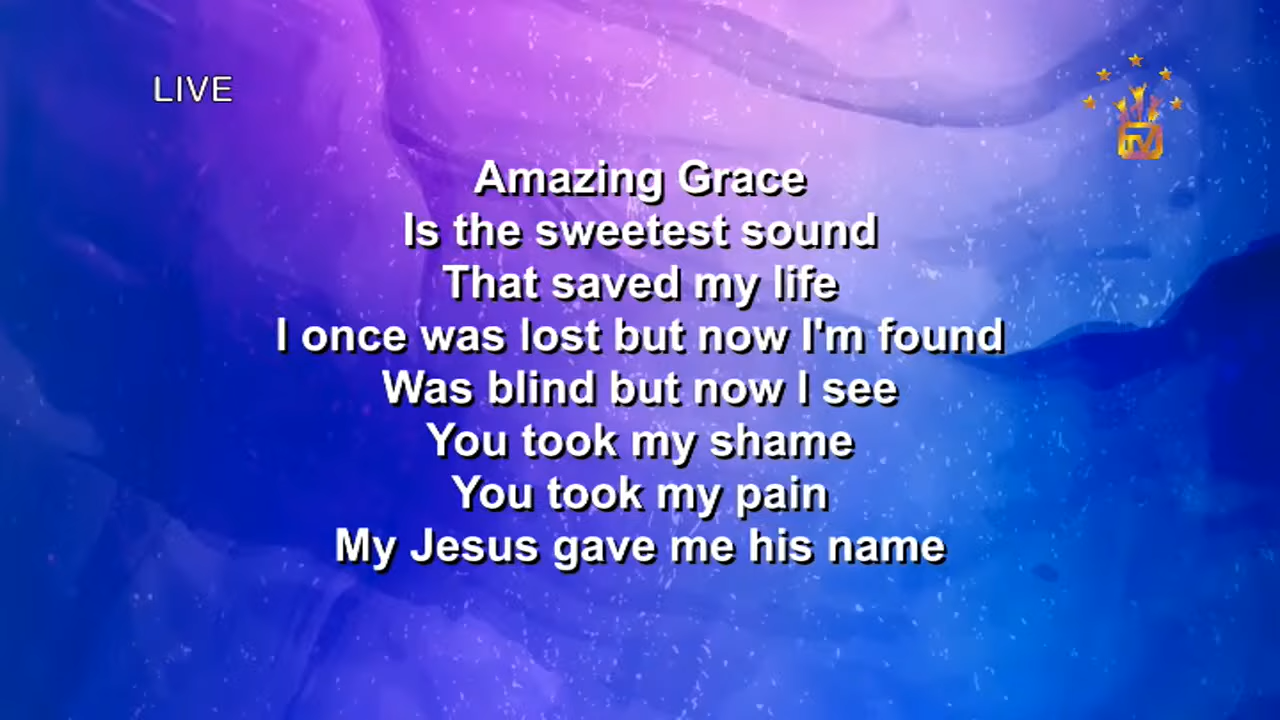 LIVE
TV
Amazing Grace
Is the sweetest sound
That saved my life
I once was lost but now I'm found
Was blind but now I see
You took my shame
You took my pain
My Jesus gave me his name